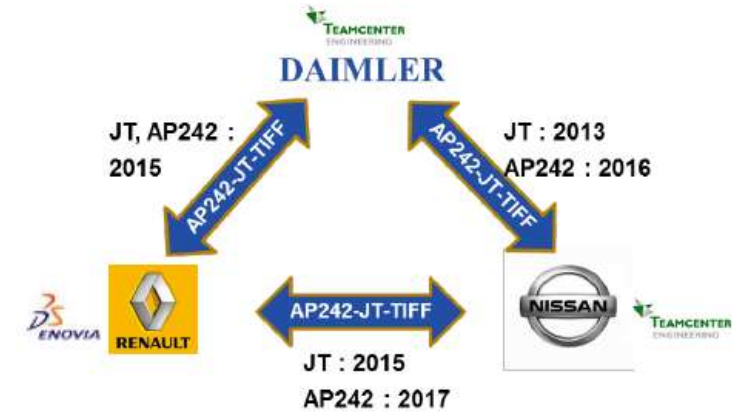 TEAMCENTER
ENGINEERING
DAIMLER
JT, AP242 :
2015
AP242-JT-TIFF
AP242-JT-TIFF
JT : 2013
AP242 : 2016
DS
ENOVIA
RENAULT
AP242-JT-TIFF
NISSAN
TEAMCENTER
ENGINEERING
JT : 2015
AP242 : 2017